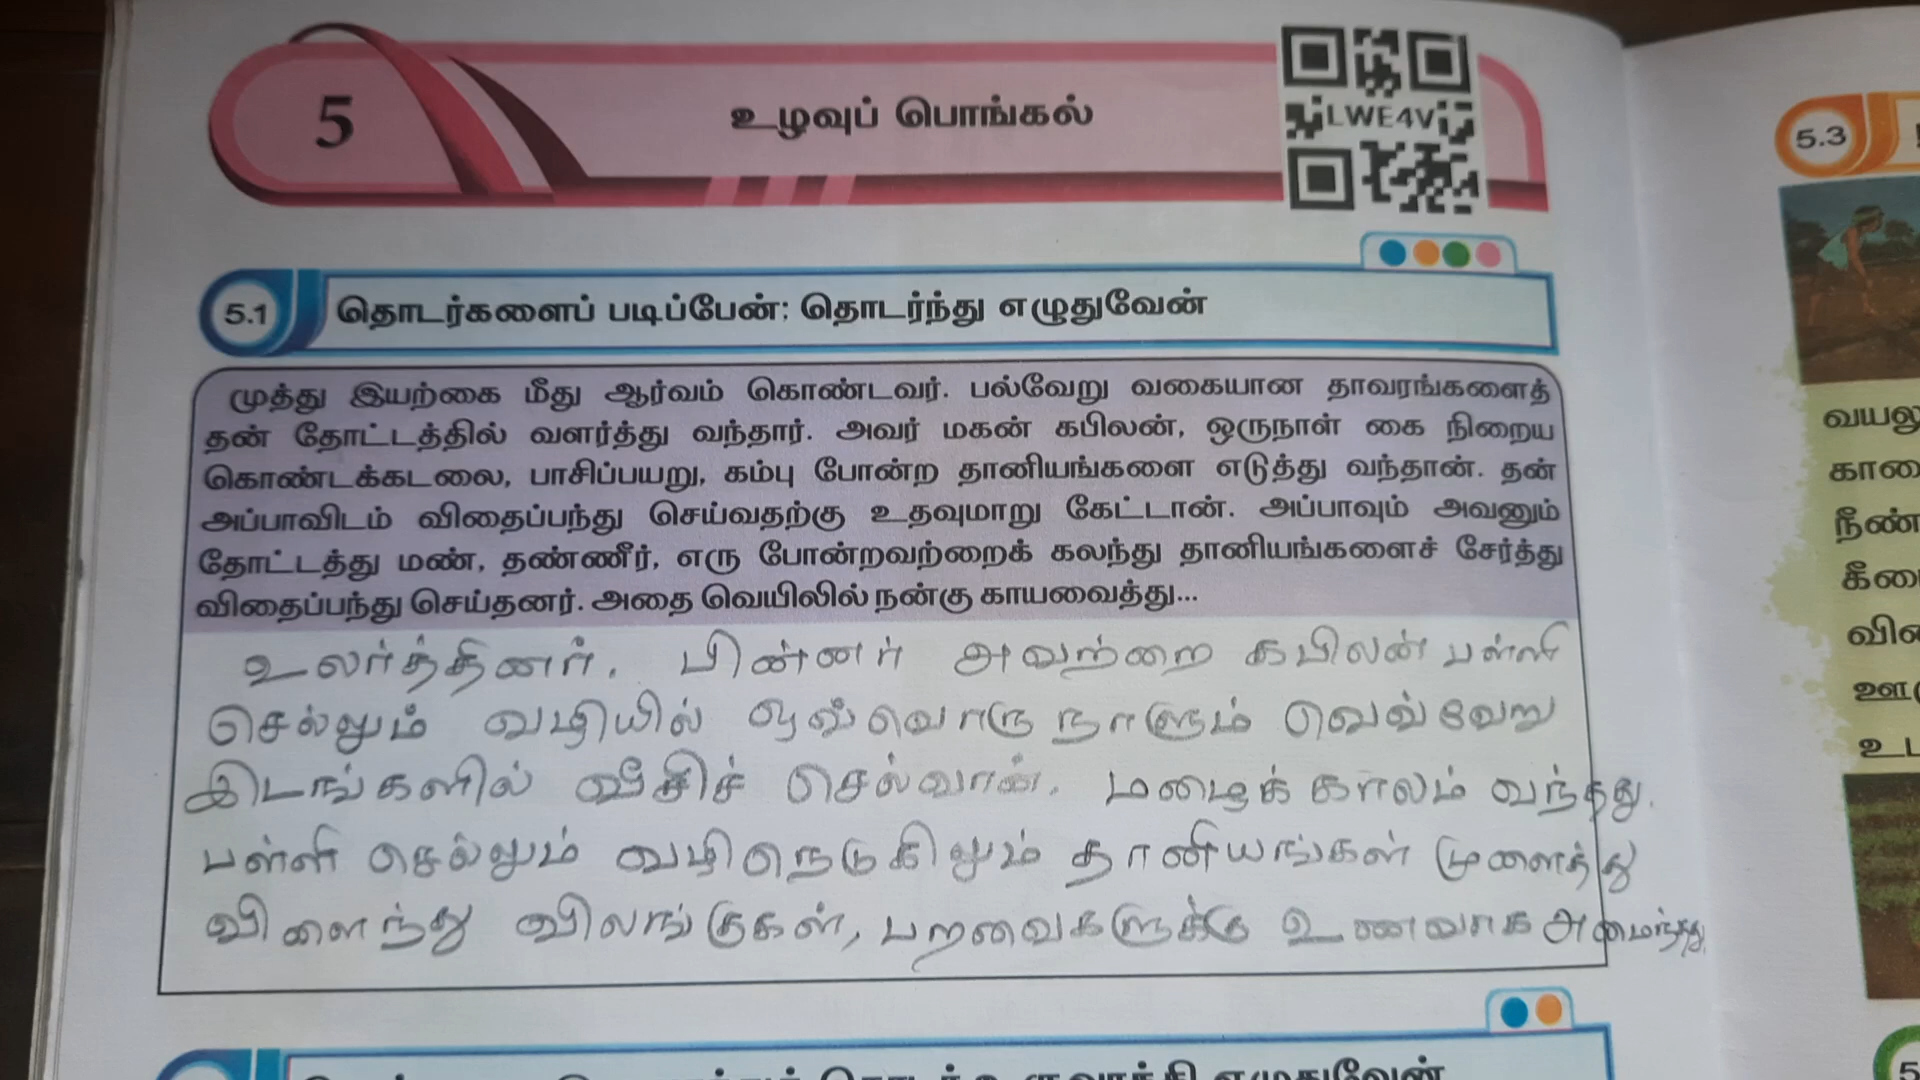 5
உழவுப் பொங்கல்
LWE4V
5.1
தொடர்களைப் படிப்பேன்; தொடர்ந்து எழுதுவேன்
முத்து இயற்கை மீது ஆர்வம் கொண்டவர். பல்வேறு வகையான தாவரங்களைத்
தன் தோட்டத்தில் வளர்த்து வந்தார். அவர் மகன் கபிலன், ஒருநாள் கை நிறைய
கொண்டக்கடலை, பாசிப்பயறு, கம்பு போன்ற தானியங்களை எடுத்து வந்தான். தன்
அப்பாவிடம் விதைப்பந்து செய்வதற்கு உதவுமாறு கேட்டான். அப்பாவும் அவனும்
தோட்டத்து மண், தண்ணீர், எரு போன்றவற்றைக் கலந்து தானியங்களைச் சேர்த்து
விதைப்பந்து செய்தனர். அதை வெயிலில் நன்கு காயவைத்து...
உலர்த்தினர். பின்னர் அவற்றை கபிலன் பள்ளி
செல்லும் வழியில் ஒவ்வொரு நாளும் வெவ்வேறு
இடங்களில் வீசிச் செல்வான். மழைக் காலம் வந்தது.
பள்ளி செல்லும் வழிநெடுகிலும் தானியங்கள் முளைத்து
விளைந்து விலங்குகள், பறவைகளுக்கு உணவாக அமைந்தது.
5.3
வயலு
காளை
நீண்
கீரை
வின
ஊடு
உட